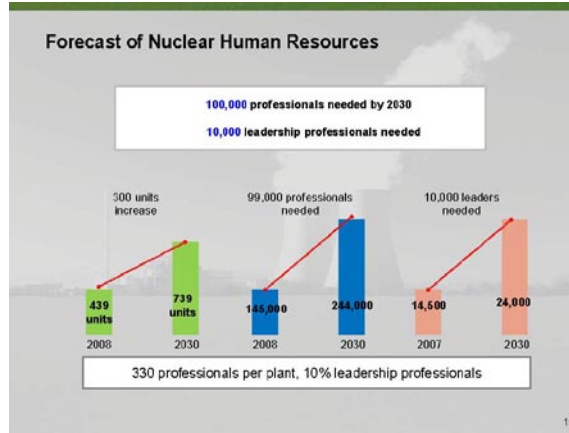 Forecast of Nuclear Human Resources
100,000 professionals needed by 2030
10,000 leadership professionals needed
300 units
increase
99,000 professionals
needed
10,000 leaders
needed
439
units
739
units
145,000
244,000
14,500
24,000
2008
2030
2008
2030
2007
2030
330 professionals per plant, 10% leadership professionals
1